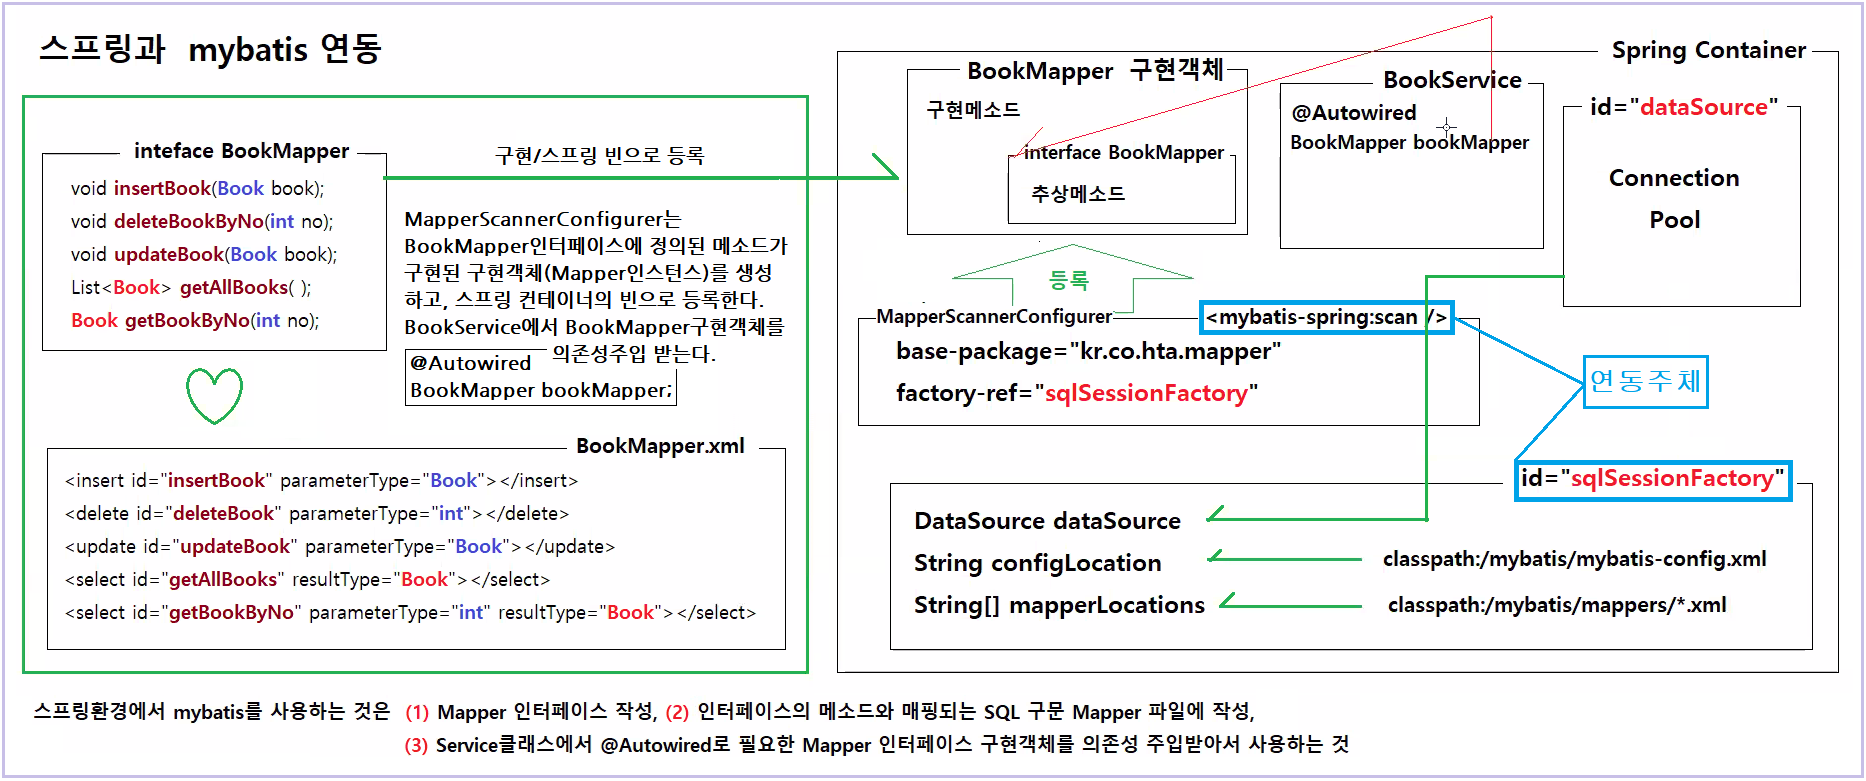 스프링과 mybatis 연동
inteface BookMapper
void insertBook(Book book);
void deleteBookByNo(int no);
void updateBook(Book book);
List<Book> getAllBooks( );
Book getBookByNo(int no);
구현/스프링 빈으로 등록
MapperScannerConfigurer는
BookMapper인터페이스에 정의된 메소드가
구현된 구현객체(Mapper인스턴스)를 생성
하고, 스프링 컨테이너의 빈으로 등록한다.
BookService에서 BookMapper구현객체를
의존성주입 받는다.
@Autowired
BookMapper bookMapper;
BookMapper.xml
<insert id="insertBook" parameterType="Book"></insert>
<delete id="deleteBook" parameterType="int"></delete>
<update id="updateBook" parameterType="Book"></update>
<select id="getAllBooks" resultType="Book"></select>
<select id="getBookByNo" parameterType="int" resultType="Book"></select>
Spring Container
BookMapper 구현객체
구현메소드
interface BookMapper
추상메소드
BookService
@Autowired
BookMapper bookMapper
id="dataSource"
Connection
Pool
등록
MapperScannerConfigurer
<mybatis-spring:scan />
base-package="kr.co.hta.mapper"
factory-ref="sqlSessionFactory"
연동주체
id="sqlSessionFactory"
DataSource dataSource
String configLocation
classpath:/mybatis/mybatis-config.xml
String[] mapperLocations
classpath:/mybatis/mappers/*.xml
스프링환경에서 mybatis를 사용하는 것은 (1) Mapper 인터페이스 작성, (2) 인터페이스의 메소드와 매핑되는 SQL 구문 Mapper 파일에 작성,
(3) Service클래스에서 @Autowired로 필요한 Mapper 인터페이스 구현객체를 의존성 주입받아서 사용하는 것